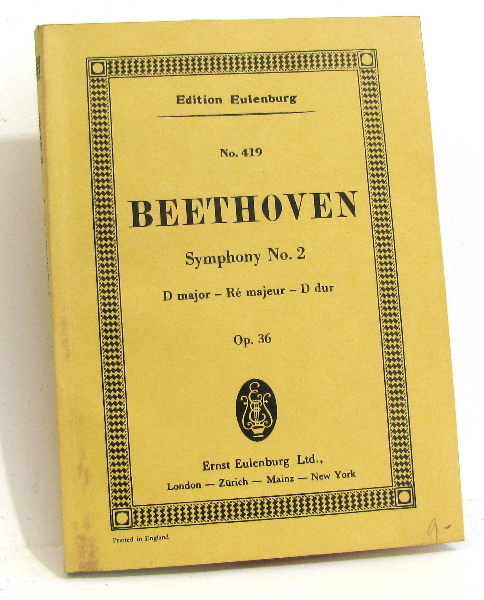 Edition Eulenburg
No. 419
BEETHOVEN
Symphony No. 2
D major – Ré majeur – D dur
Op. 36
Ernst Eulenburg Ltd.,
London — Zürich — Mainz — New York
Printed in England